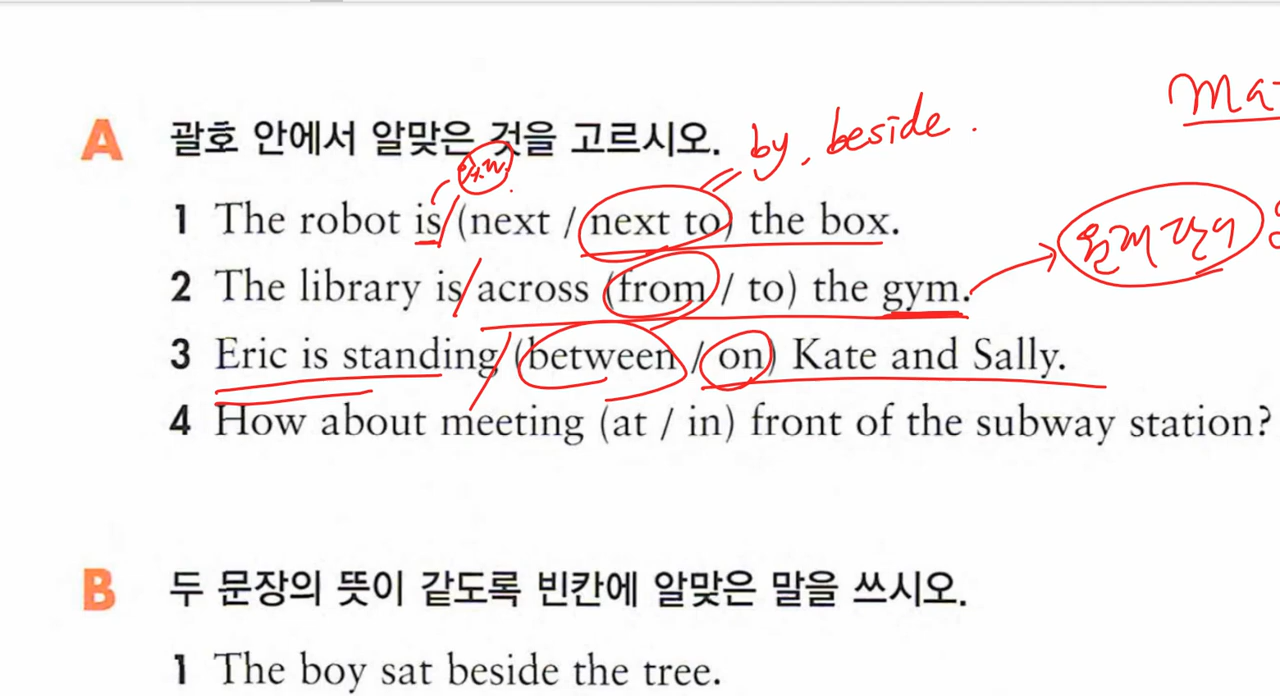 ma
A 괄호 안에서 알맞은 것을 고르시오. by, beside.
1 The robot is / (next / next to) the box.
2 The library is / across (from / to) the gym.
3 Eric is standing / (between / on) Kate and Sally.
4 How about meeting (at / in) front of the subway station?
B 두 문장의 뜻이 같도록 빈칸에 알맞은 말을 쓰시오.
1 The boy sat beside the tree.